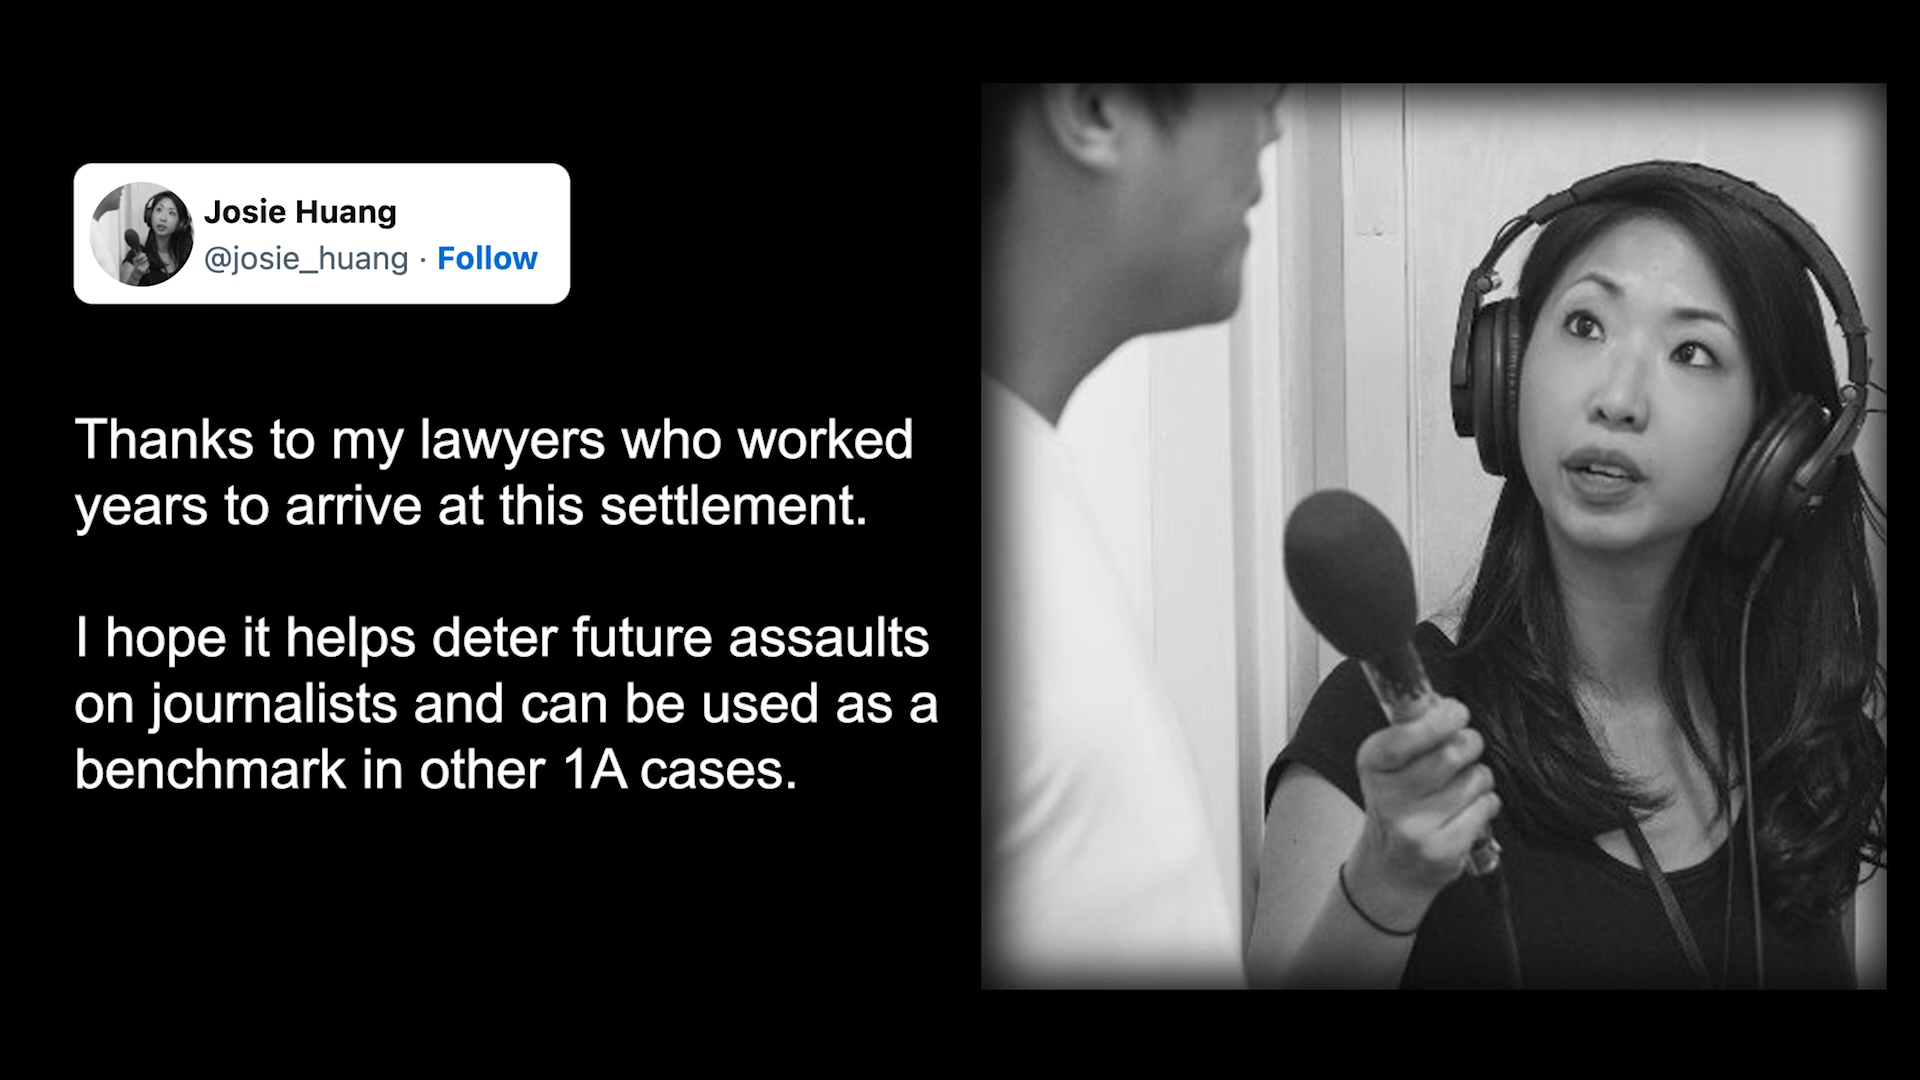 Josie Huang
@josie_huang · Follow
Thanks to my lawyers who worked
years to arrive at this settlement.
I hope it helps deter future assaults
on journalists and can be used as a
benchmark in other 1A cases.